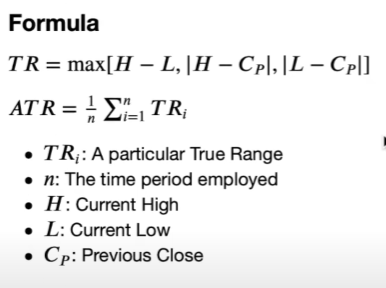 Formula
TR = max[H − L, |H − C_P|, |L − C_P|]
ATR = \frac{1}{n} \sum_{i=1}^{n} TR_i
• TR_i: A particular True Range
• n: The time period employed
• H: Current High
• L: Current Low
• C_P: Previous Close